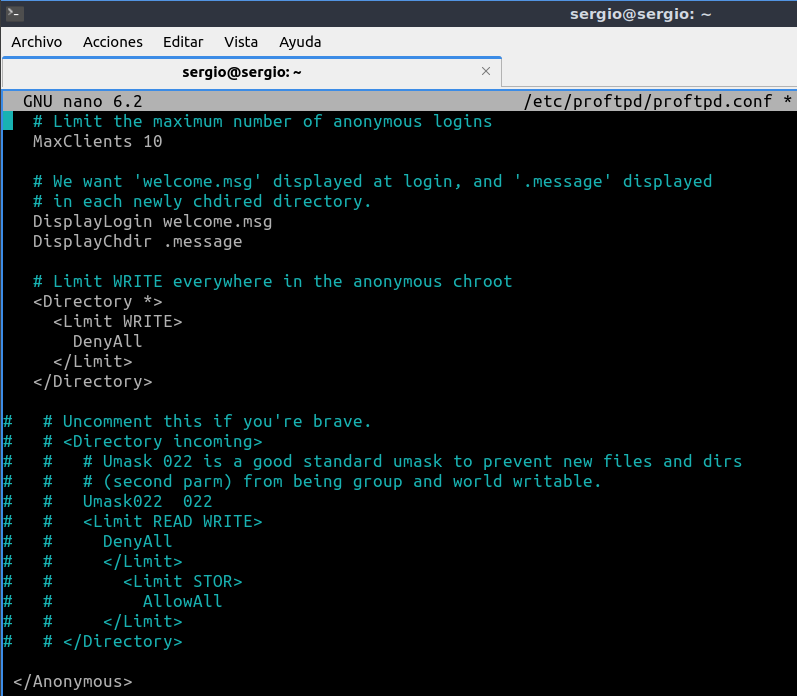 sergio@sergio: ~
Archivo Acciones Editar Vista Ayuda
sergio@sergio: ~ ×
GNU nano 6.2 /etc/proftpd/proftpd.conf *
# Limit the maximum number of anonymous logins
MaxClients 10
# We want 'welcome.msg' displayed at login, and '.message' displayed
# in each newly chdired directory.
DisplayLogin welcome.msg
DisplayChdir .message
# Limit WRITE everywhere in the anonymous chroot
<Directory *>
<Limit WRITE>
DenyAll
</Limit>
</Directory>
# # Uncomment this if you're brave.
# # <Directory incoming>
# # # Umask 022 is a good standard umask to prevent new files and dirs
# # # (second parm) from being group and world writable.
# # Umask022 022
# # <Limit READ WRITE>
# # DenyAll
# # </Limit>
# # <Limit STOR>
# # AllowAll
# # </Limit>
# # </Directory>
</Anonymous>